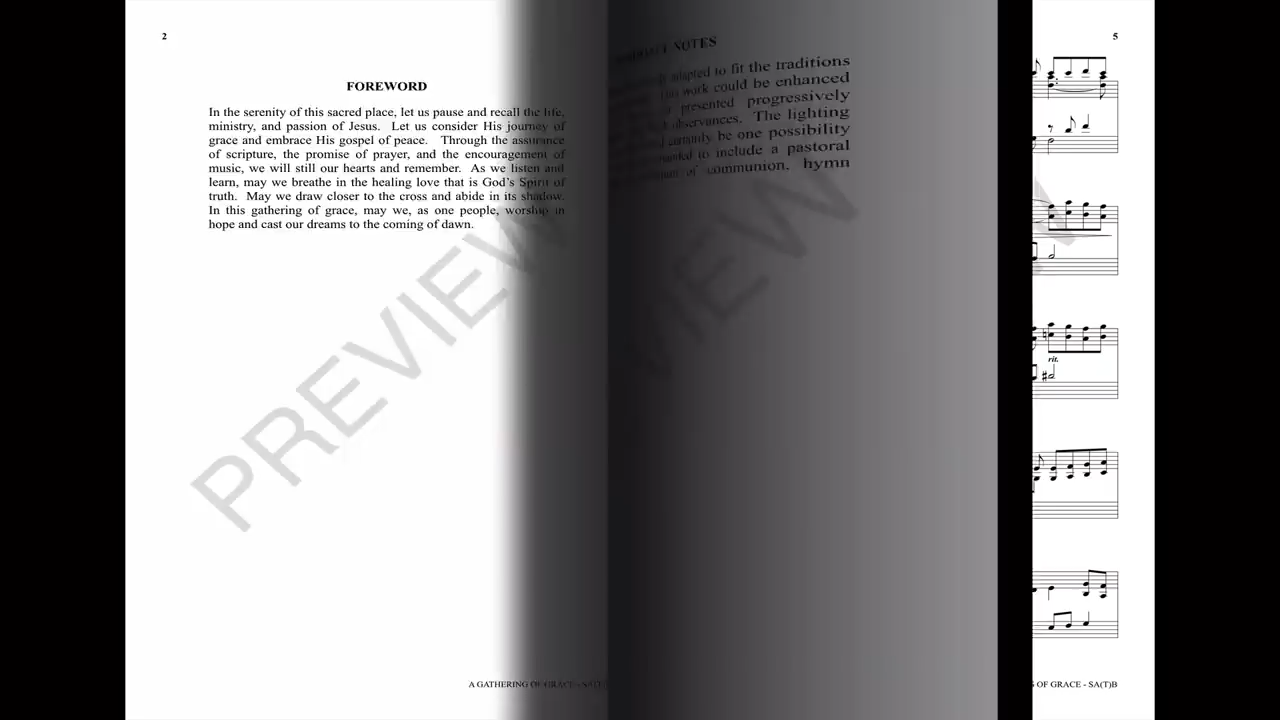 2
FOREWORD
In the serenity of this sacred place, let us pause and recall the life,
ministry, and passion of Jesus. Let us consider His journey of
grace and embrace His gospel of peace. Through the assurance
of scripture, the promise of prayer, and the encouragement of
music, we will still our hearts and remember. As we listen and
learn, may we breathe in the healing love that is God's Spirit of
truth. May we draw closer to the cross and abide in its shadow.
In this gathering of grace, may we, as one people, worship in
hope and cast our dreams to the coming of dawn.
PREVIEW
A GATHERING OF GRACE - SA(T)
NOTES
adapted to fit the traditions
work could be enhanced
presented progressively
observances. The lighting
certainly be one possibility
to include a pastoral
of communion, hymn
5
rit.
OF GRACE - SA(T)B